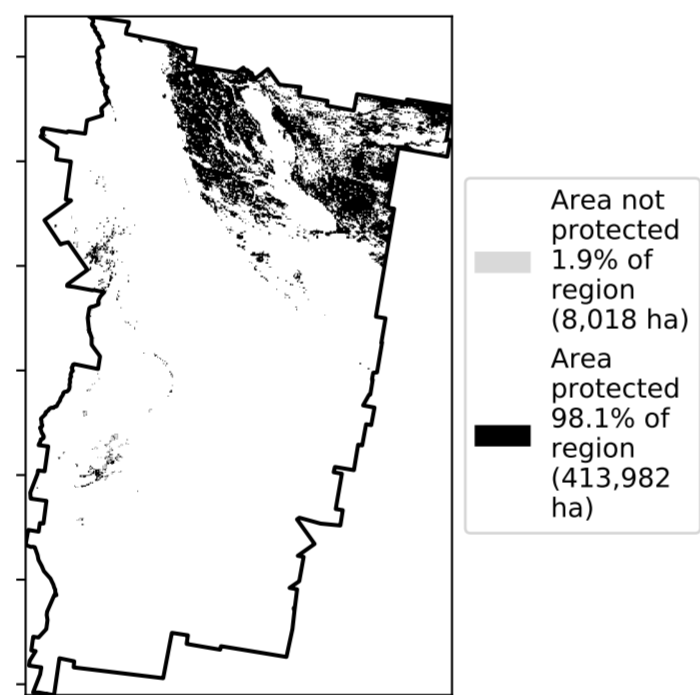 Area not
protected
1.9% of
region
(8,018 ha)
Area
protected
98.1% of
region
(413,982
ha)